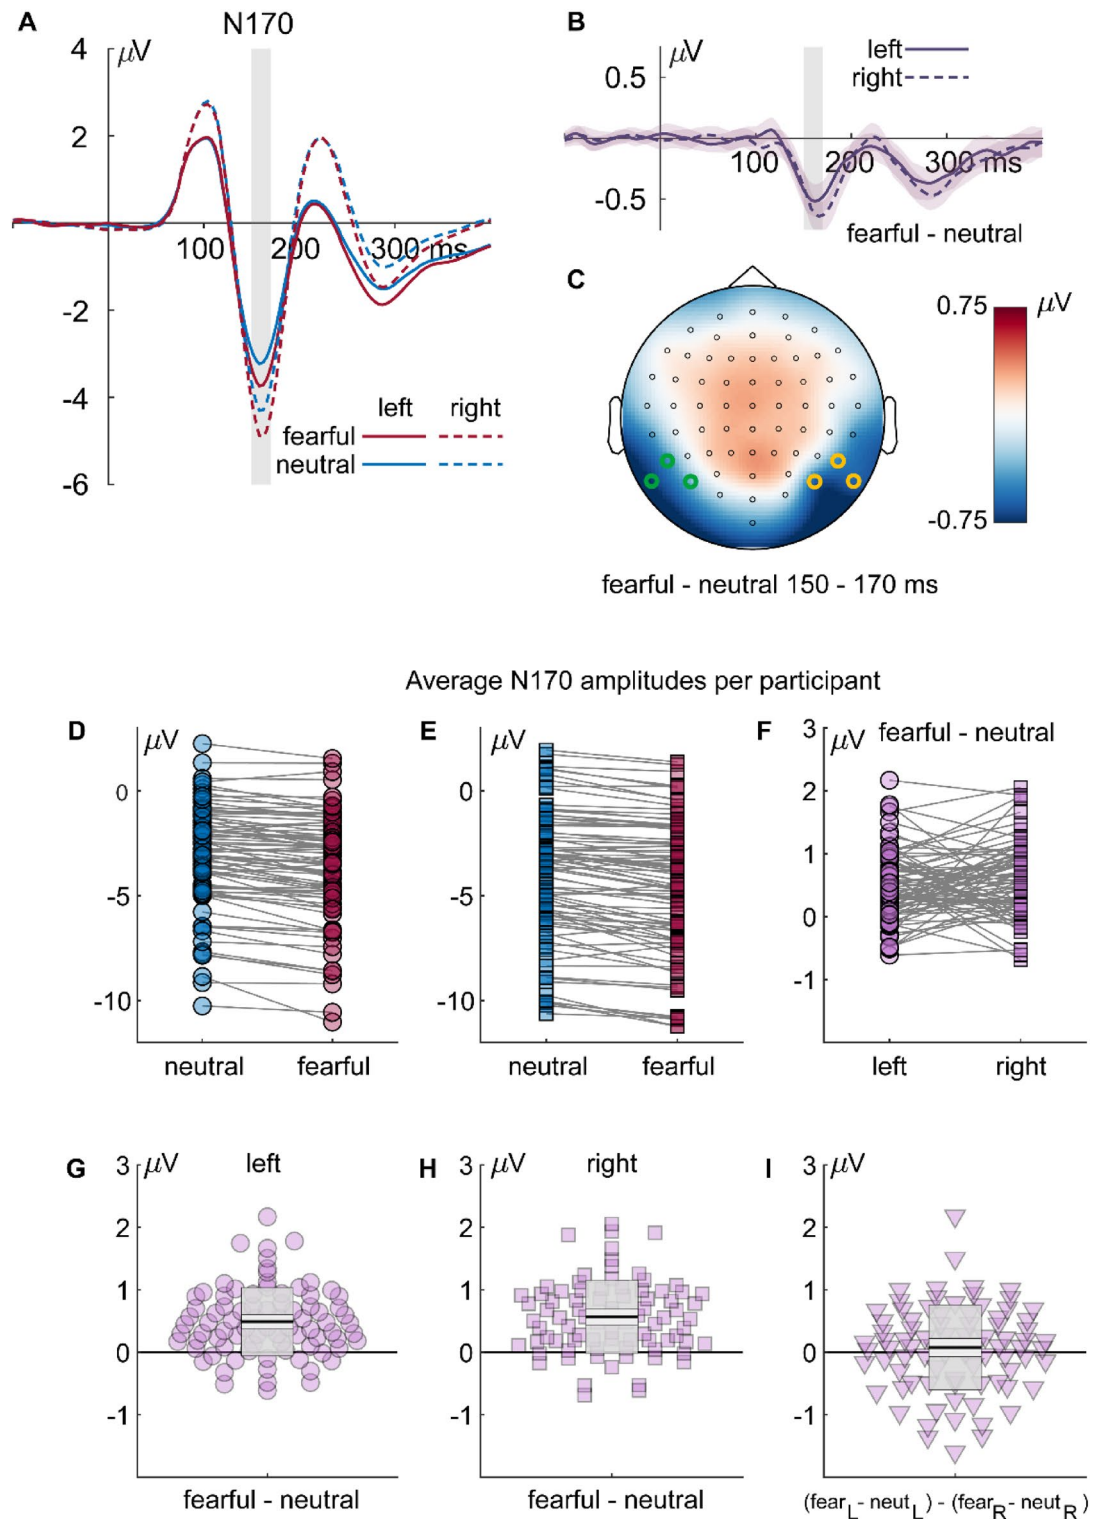 A
N170
μV
4
2
-2
-4
-6
100
200
300 ms
left right
fearful
neutral
B
μV
left
right
0.5
-0.5
100
200
300 ms
fearful - neutral
C
0.75
μV
-0.75
fearful - neutral 150 - 170 ms
Average N170 amplitudes per participant
D
μV
0
-5
-10
neutral
fearful
E
μV
0
-5
-10
neutral
fearful
F
μV
fearful - neutral
3
2
1
0
-1
left
right
G
μV
left
3
2
1
0
-1
fearful - neutral
H
μV
right
3
2
1
0
-1
fearful - neutral
I
μV
3
2
1
0
-1
(fear_L - neut_L) - (fear_R - neut_R)